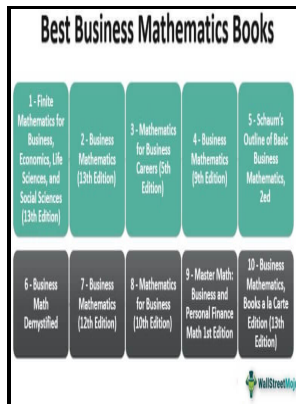 Best Business Mathematics Books
1 - Finite
Mathematics for
Business,
Economics, Life
Sciences, and
Social Sciences
(13th Edition)
2 - Business
Mathematics
(13th Edition)
3 - Mathematics
for Business
Careers (5th
Edition)
4 - Business
Mathematics
(9th Edition)
5 - Schaum's
Outline of Basic
Business
Mathematics,
2ed
6 - Business
Math
Demystified
7 - Business
Mathematics
(12th Edition)
8 - Mathematics
for Business
(10th Edition)
9 - Master Math:
Business and
Personal Finance
Math 1st Edition
10 - Business
Mathematics,
Books a la Carte
Edition (13th
Edition)
WallStreetMojo